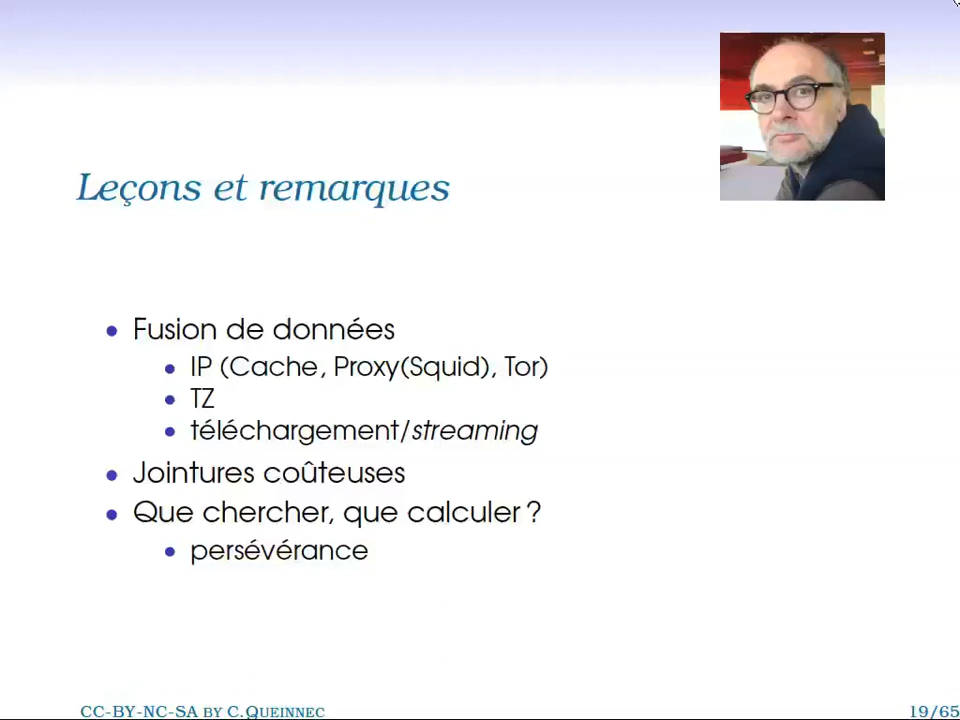 Leçons et remarques
Fusion de données
IP (Cache, Proxy(Squid), Tor)
TZ
téléchargement/streaming
Jointures coûteuses
Que chercher, que calculer ?
persévérance
CC-BY-NC-SA BY C.QUEINNEC
19/65